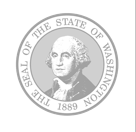 THE SEAL OF THE STATE OF WASHINGTON
1889